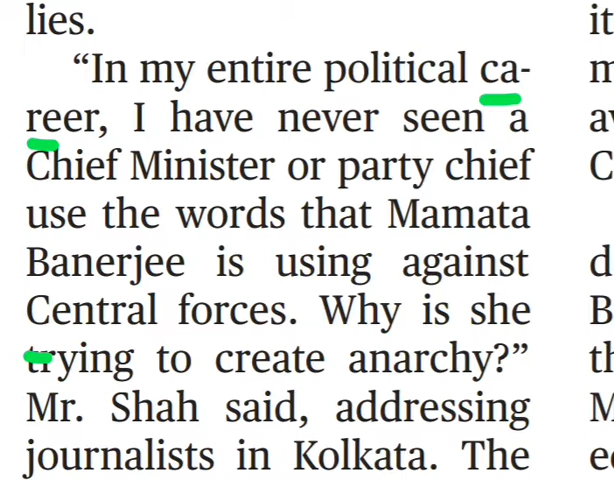 lies.
“In my entire political ca-
reer, I have never seen a
Chief Minister or party chief
use the words that Mamata
Banerjee is using against
Central forces. Why is she
trying to create anarchy?”
Mr. Shah said, addressing
journalists in Kolkata. The